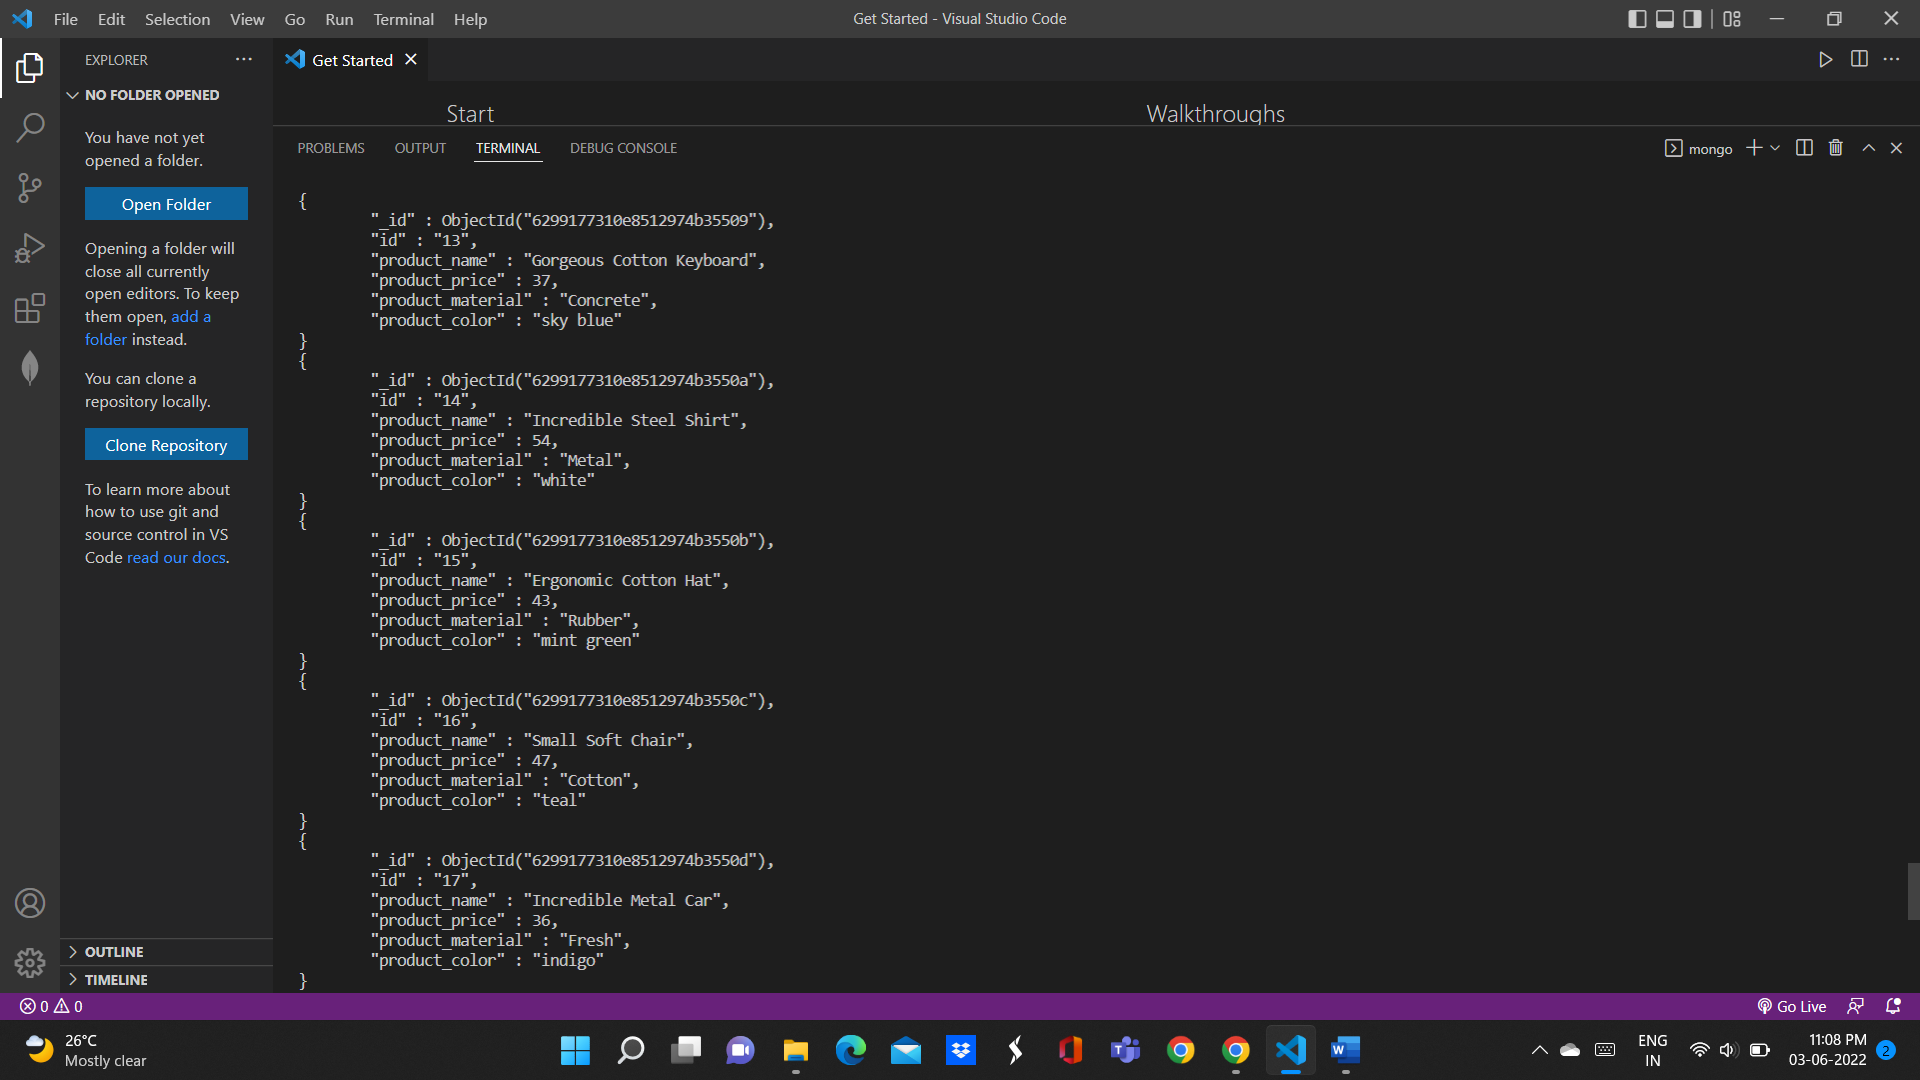 File Edit Selection View Go Run Terminal Help
Get Started - Visual Studio Code
EXPLORER
Get Started
NO FOLDER OPENED
You have not yet
opened a folder.
Open Folder
Opening a folder will
close all currently
open editors. To keep
them open, add a
folder instead.
You can clone a
repository locally.
Clone Repository
To learn more about
how to use git and
source control in VS
Code read our docs.
OUTLINE
TIMELINE
Start
Walkthroughs
PROBLEMS OUTPUT TERMINAL DEBUG CONSOLE
mongo
{
"_id" : ObjectId("6299177310e8512974b35509"),
"id" : "13",
"product_name" : "Gorgeous Cotton Keyboard",
"product_price" : 37,
"product_material" : "Concrete",
"product_color" : "sky blue"
}
{
"_id" : ObjectId("6299177310e8512974b3550a"),
"id" : "14",
"product_name" : "Incredible Steel Shirt",
"product_price" : 54,
"product_material" : "Metal",
"product_color" : "white"
}
{
"_id" : ObjectId("6299177310e8512974b3550b"),
"id" : "15",
"product_name" : "Ergonomic Cotton Hat",
"product_price" : 43,
"product_material" : "Rubber",
"product_color" : "mint green"
}
{
"_id" : ObjectId("6299177310e8512974b3550c"),
"id" : "16",
"product_name" : "Small Soft Chair",
"product_price" : 47,
"product_material" : "Cotton",
"product_color" : "teal"
}
{
"_id" : ObjectId("6299177310e8512974b3550d"),
"id" : "17",
"product_name" : "Incredible Metal Car",
"product_price" : 36,
"product_material" : "Fresh",
"product_color" : "indigo"
}
0 0
Go Live
26°C
Mostly clear
ENG
IN
11:08 PM
03-06-2022
2